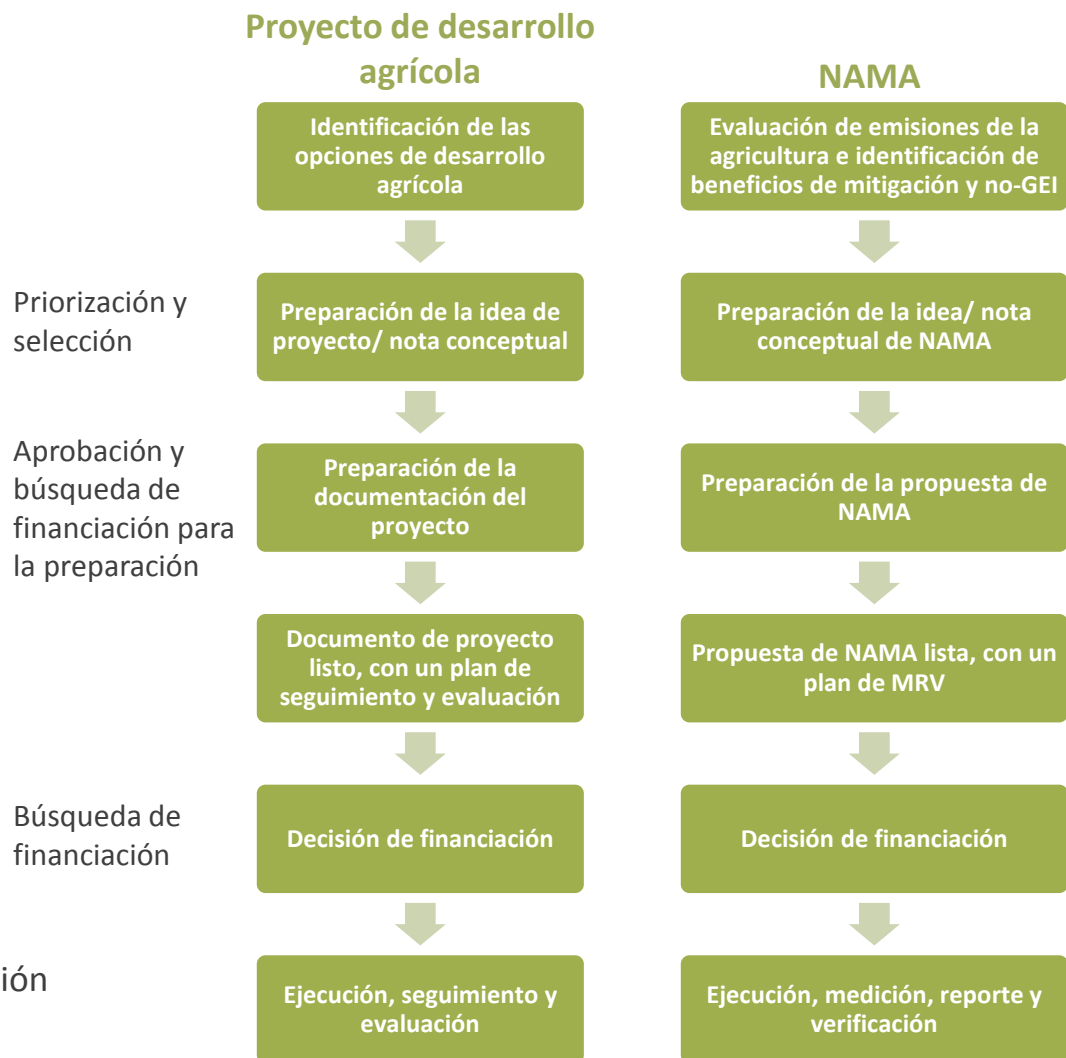 Proyecto de desarrollo
agrícola
NAMA
Identificación de las
opciones de desarrollo
agrícola
Evaluación de emisiones de la
agricultura e identificación de
beneficios de mitigación y no-GEI
Priorización y
selección
Preparación de la idea de
proyecto/ nota conceptual
Preparación de la idea/ nota
conceptual de NAMA
Aprobación y
búsqueda de
financiación para
la preparación
Preparación de la
documentación del
proyecto
Preparación de la propuesta de
NAMA
Documento de proyecto
listo, con un plan de
seguimiento y evaluación
Propuesta de NAMA lista, con un
plan de MRV
Búsqueda de
financiación
Decisión de financiación
Decisión de financiación
ión
Ejecución, seguimiento y
evaluación
Ejecución, medición, reporte y
verificación